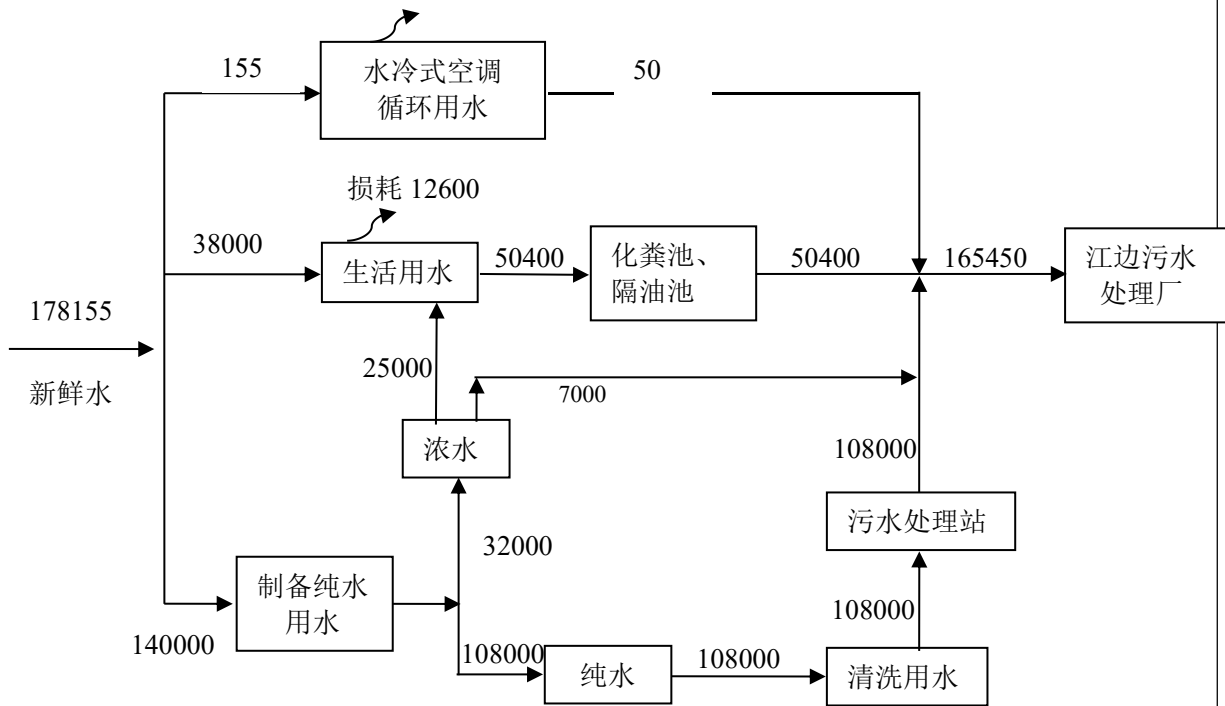 155
水冷式空调
循环用水
50
损耗 12600
38000
生活用水
50400
化粪池、
隔油池
50400
165450
江边污水
处理厂
178155
新鲜水
25000
7000
浓水
108000
污水处理站
32000
制备纯水
用水
140000
108000
108000
纯水
108000
清洗用水